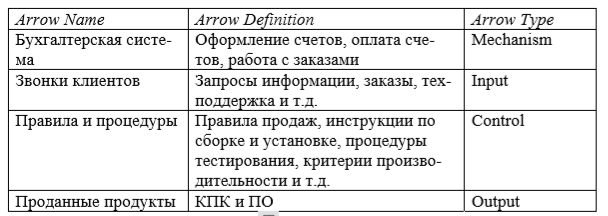 Arrow Name Arrow Definition Arrow Type
Бухгалтерская систе- Оформление счетов, оплата сче- Mechanism
ма тов, работа с заказами
Звонки клиентов Запросы информации, заказы, тех- Input
поддержка и т.д.
Правила и процедуры Правила продаж, инструкции по Control
сборке и установке, процедуры
тестирования, критерии произво-
дительности и т.д.
Проданные продукты КПК и ПО Output